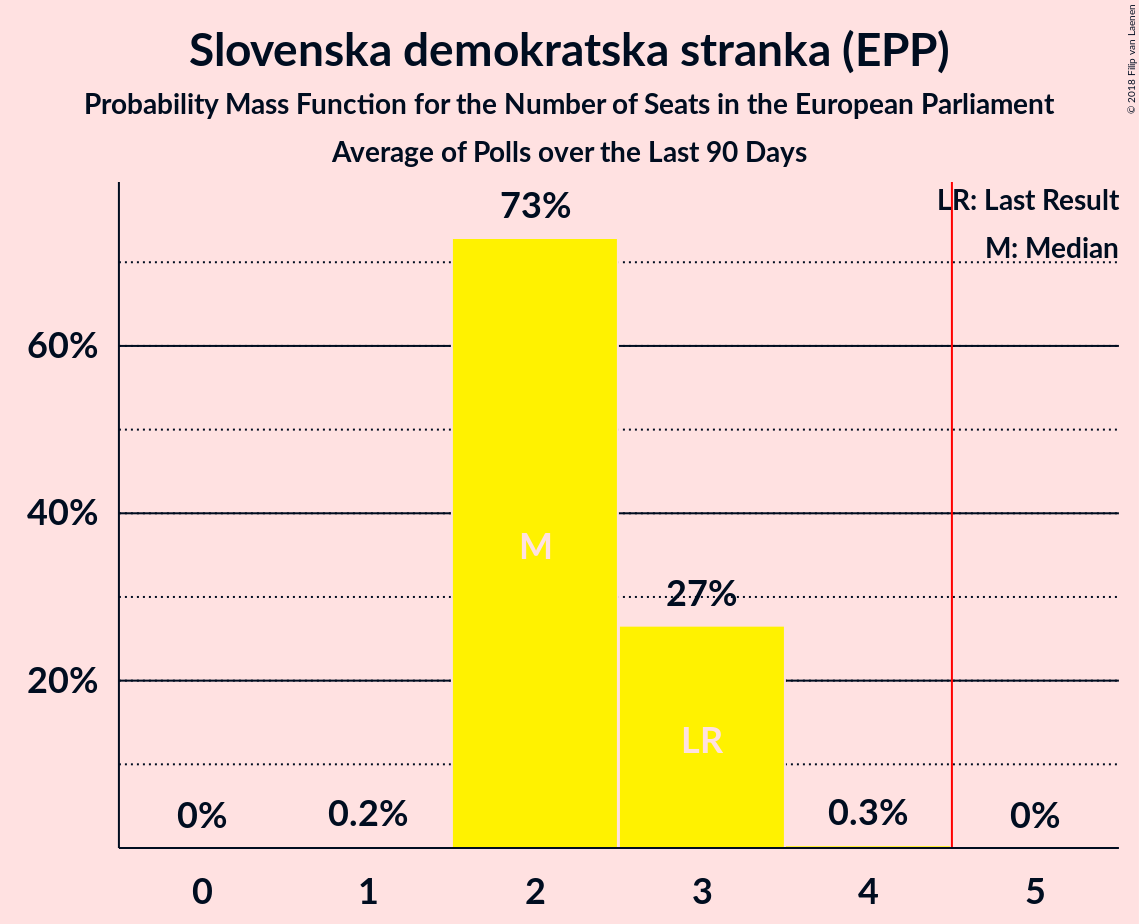 Slovenska demokratska stranka (EPP)
Probability Mass Function for the Number of Seats in the European Parliament
Average of Polls over the Last 90 Days
© 2018 Filip van Laenen
LR: Last Result
M: Median
73%
60%
40%
M
27%
20%
LR
0%
0.2%
0.3%
0%
0
1
2
3
4
5